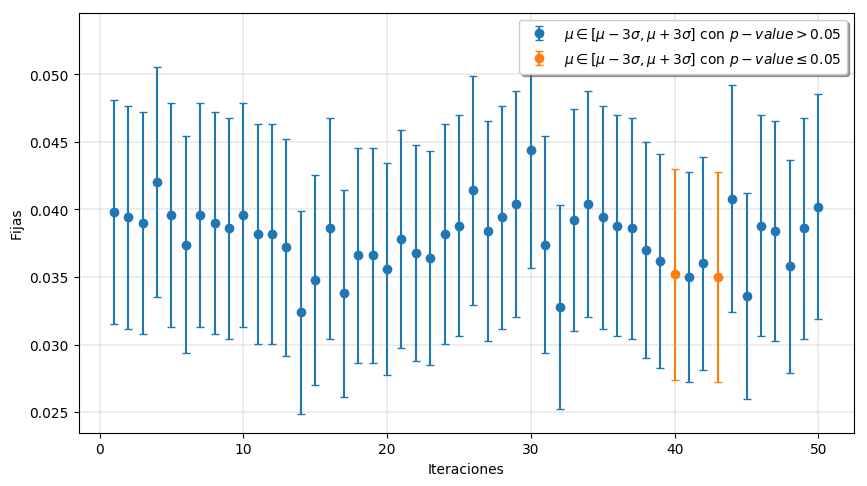 μ ∈ [μ − 3σ, μ + 3σ] con p − value > 0.05
μ ∈ [μ − 3σ, μ + 3σ] con p − value ≤ 0.05
0.050
0.045
0.040
0.035
0.030
0.025
Fijas
0 10 20 30 40 50
Iteraciones